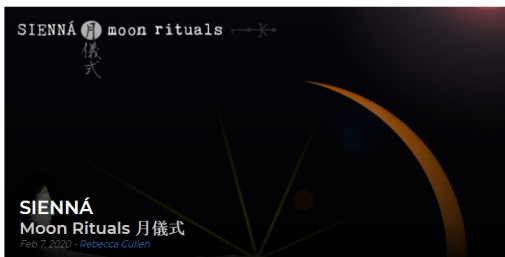 SIENNÁ 月 moon rituals
儀
式
SIENNÁ
Moon Rituals 月儀式
Feb 7, 2020 - Rebecca Cullen